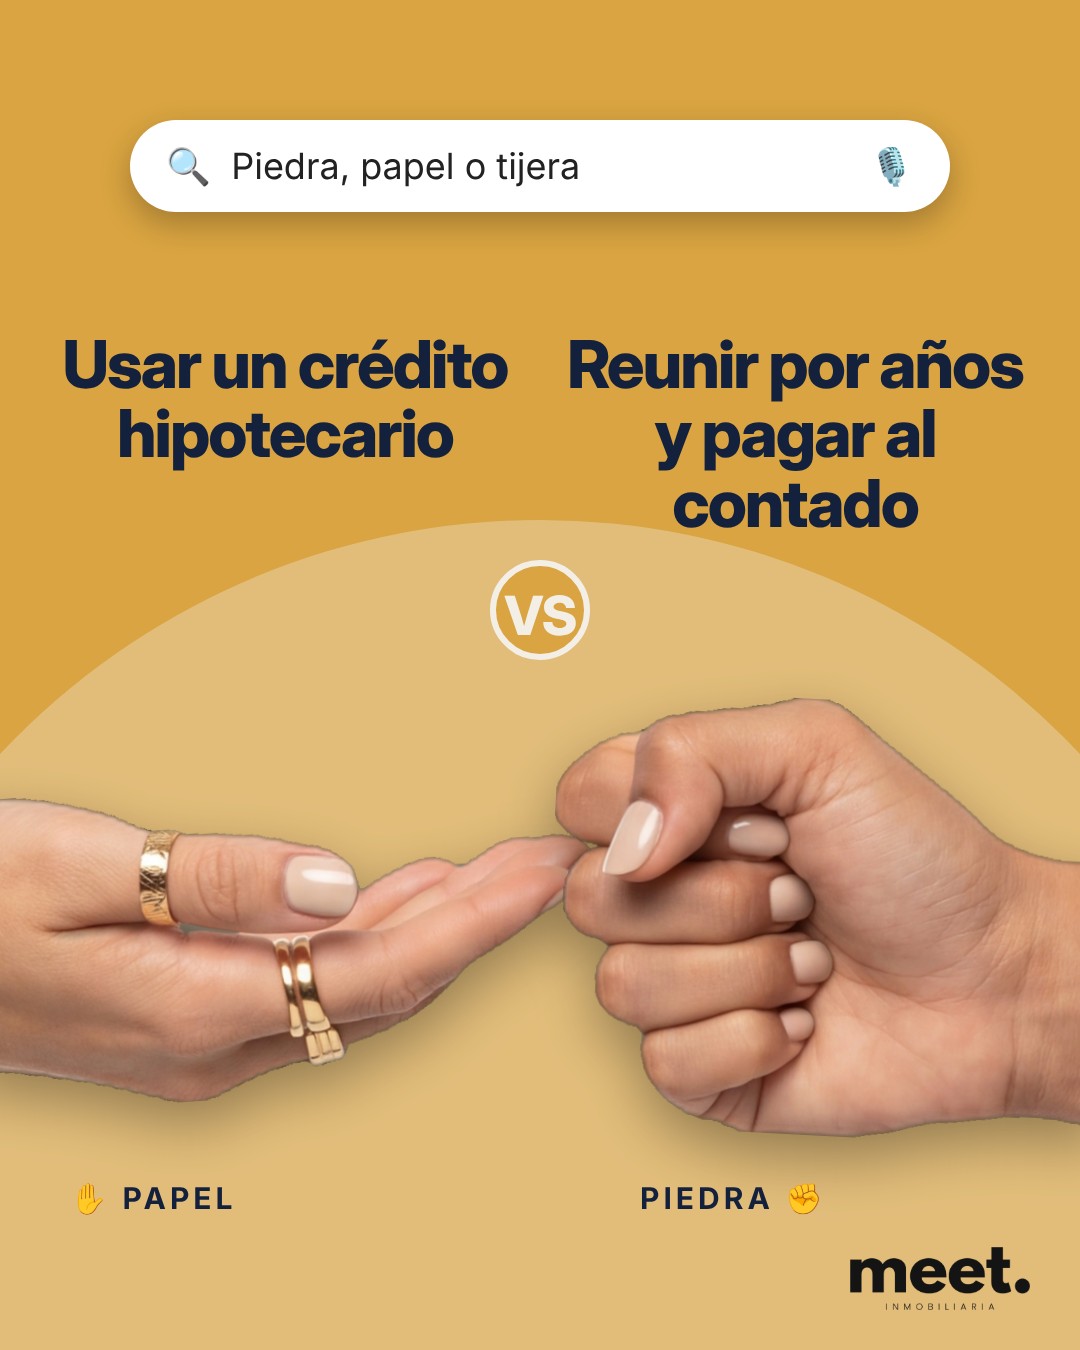 Piedra, papel o tijera
Usar un crédito
hipotecario
Reunir por años
y pagar al
contado
VS
PAPEL
PIEDRA
meet.
INMOBILIARIA